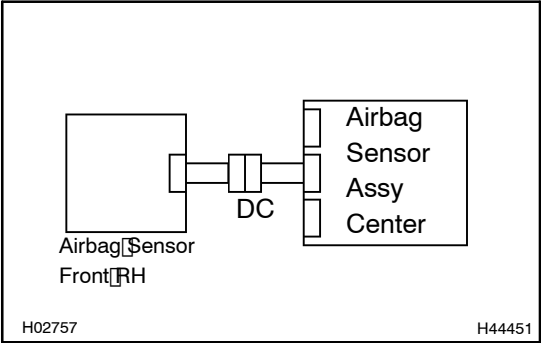 Airbag
Sensor
Assy
Center
DC
Airbag▯Sensor
Front▯RH
H02757
H44451